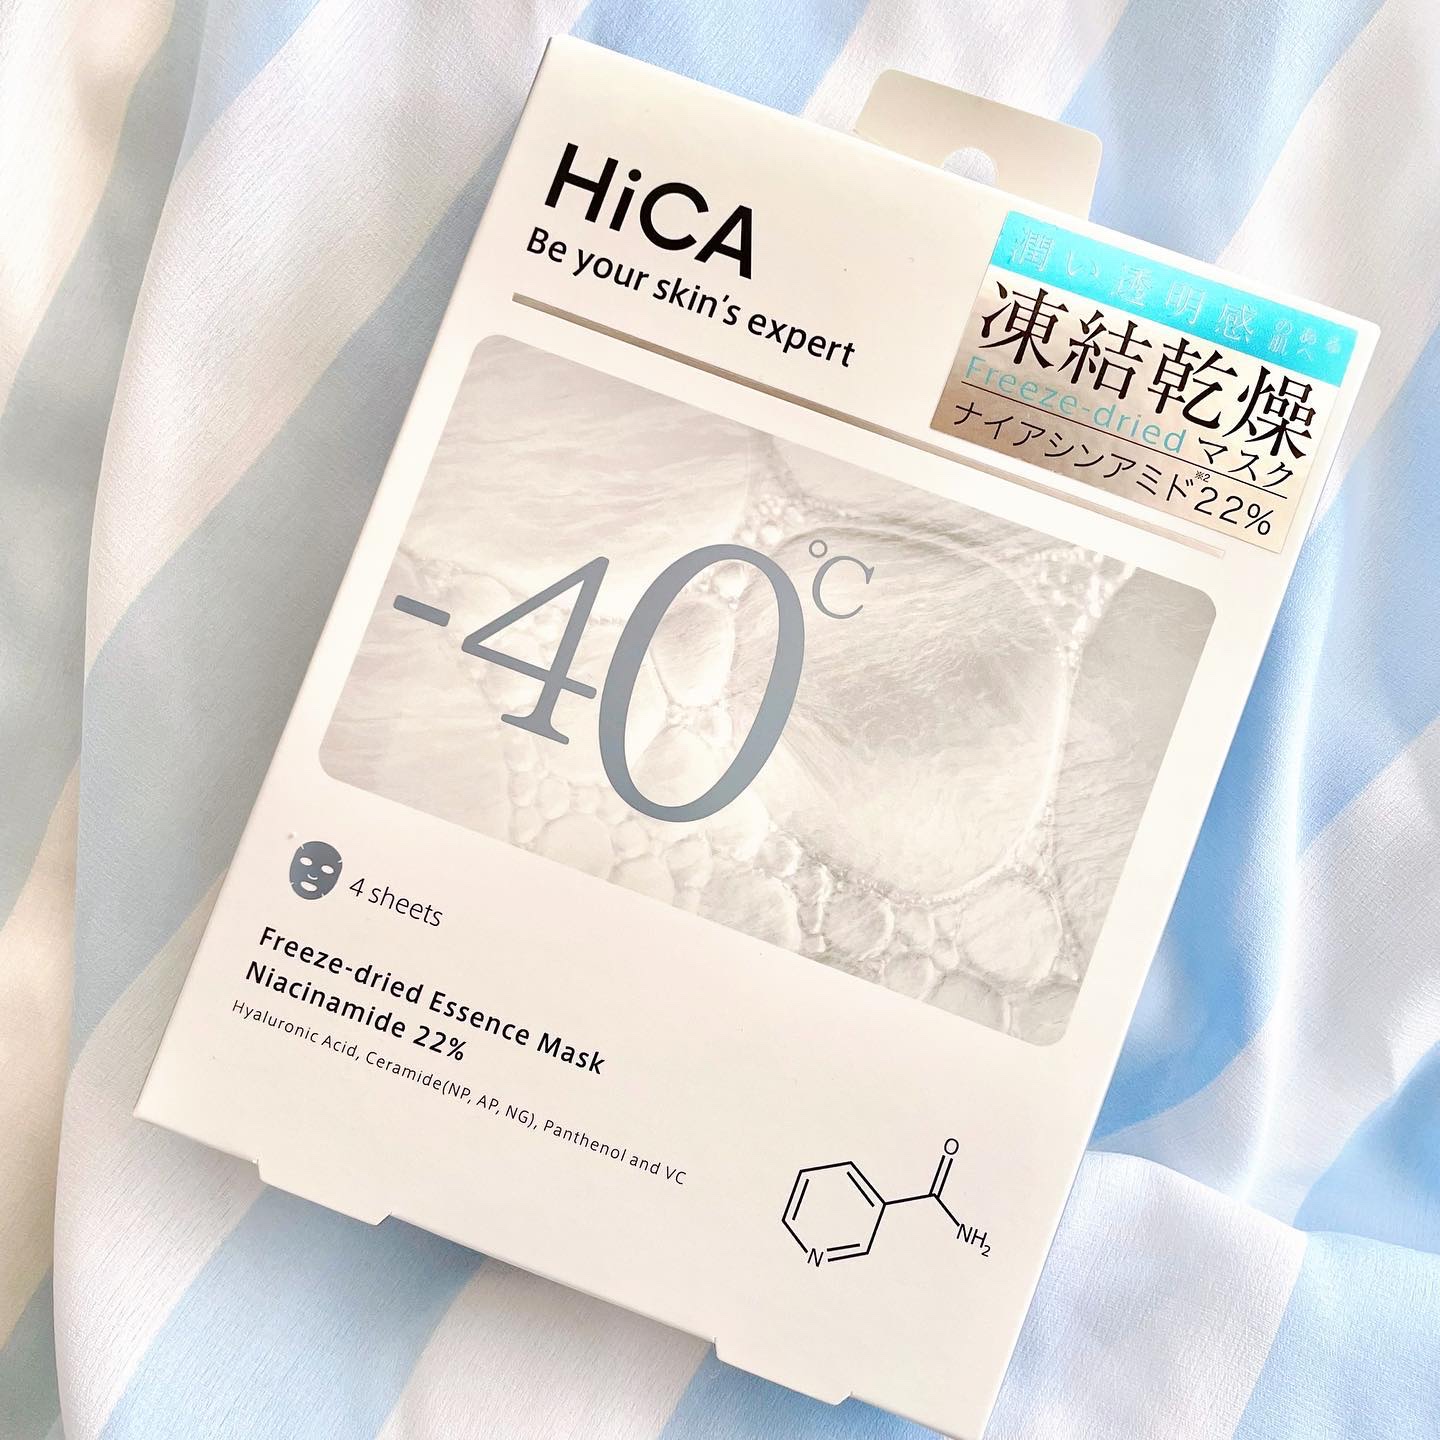 HiCA
Be your skin's expert
潤い透明感のある肌へ
凍結乾燥
Freeze-dried マスク
ナイアシンアミド※2 22%
-40℃
4 sheets
Freeze-dried Essence Mask
Niacinamide 22%
Hyaluronic Acid, Ceramide(NP, AP, NG), Panthenol and VC
O
NH2
N